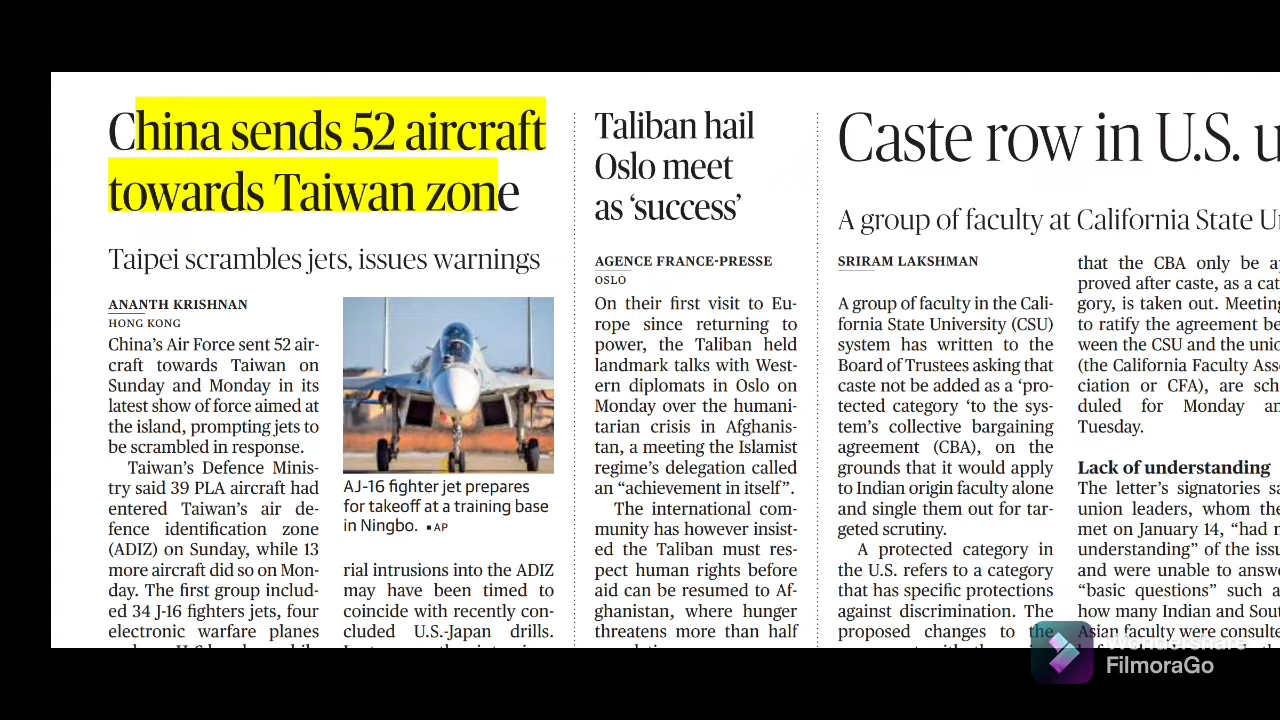 China sends 52 aircraft
towards Taiwan zone
Taipei scrambles jets, issues warnings
ANANTH KRISHNAN
HONG KONG
China's Air Force sent 52 air-
craft towards Taiwan on
Sunday and Monday in its
latest show of force aimed at
the island, prompting jets to
be scrambled in response.
Taiwan's Defence Minis-
try said 39 PLA aircraft had
entered Taiwan's air de-
fence identification zone
(ADIZ) on Sunday, while 13
more aircraft did so on Mon-
day. The first group includ-
ed 34 J-16 fighters jets, four
electronic warfare planes
AJ-16 fighter jet prepares
for takeoff at a training base
in Ningbo. ▪AP
rial intrusions into the ADIZ
may have been timed to
coincide with recently con-
cluded U.S.-Japan drills.
Taliban hail
Oslo meet
as ‘success’
AGENCE FRANCE-PRESSE
OSLO
On their first visit to Eu-
rope since returning to
power, the Taliban held
landmark talks with West-
ern diplomats in Oslo on
Monday over the humani-
tarian crisis in Afghanis-
tan, a meeting the Islamist
regime's delegation called
an “achievement in itself”.
The international com-
munity has however insist-
ed the Taliban must res-
pect human rights before
aid can be resumed to Af-
ghanistan, where hunger
threatens more than half
Caste row in U.S. u
A group of faculty at California State Un
SRIRAM LAKSHMAN
A group of faculty in the Cali-
fornia State University (CSU)
system has written to the
Board of Trustees asking that
caste not be added as a ‘pro-
tected category ‘to the sys-
tem's collective bargaining
agreement (CBA), on the
grounds that it would apply
to Indian origin faculty alone
and single them out for tar-
geted scrutiny.
A protected category in
the U.S. refers to a category
that has specific protections
against discrimination. The
proposed changes to the
that the CBA only be ap
proved after caste, as a cat
gory, is taken out. Meeting
to ratify the agreement be
ween the CSU and the unio
(the California Faculty Asso
ciation or CFA), are sch
duled for Monday an
Tuesday.
Lack of understanding
The letter's signatories sa
union leaders, whom the
met on January 14, “had n
understanding” of the issu
and were unable to answe
“basic questions” such a
how many Indian and Sou
Asian faculty were consulte
Wondershare
FilmoraGo